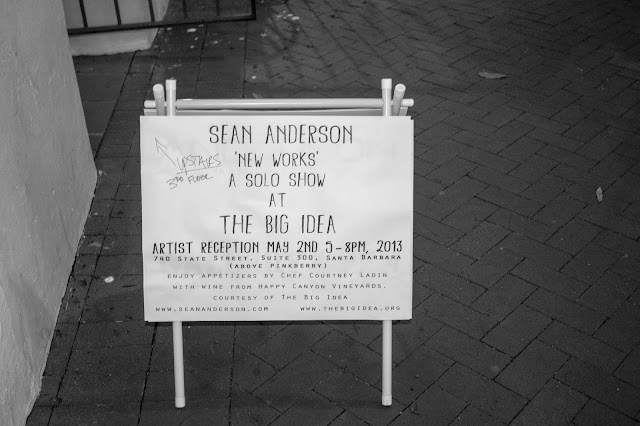 SEAN ANDERSON
'NEW WORKS'
A SOLO SHOW
AT
THE BIG IDEA
ARTIST RECEPTION MAY 2ND 5-8PM, 2013
740 STATE STREET, SUITE 300, SANTA BARBARA
(ABOVE PINKBERRY)
ENJOY APPETIZERS BY CHEF COURTNEY LADIN
WITH WINE FROM HAPPY CANYON VINEYARDS,
COURTESY OF THE BIG IDEA
WWW.SEANANDERSON.COM WWW.THEBIGIDEA.ORG
UPSTAIRS
3RD FLOOR